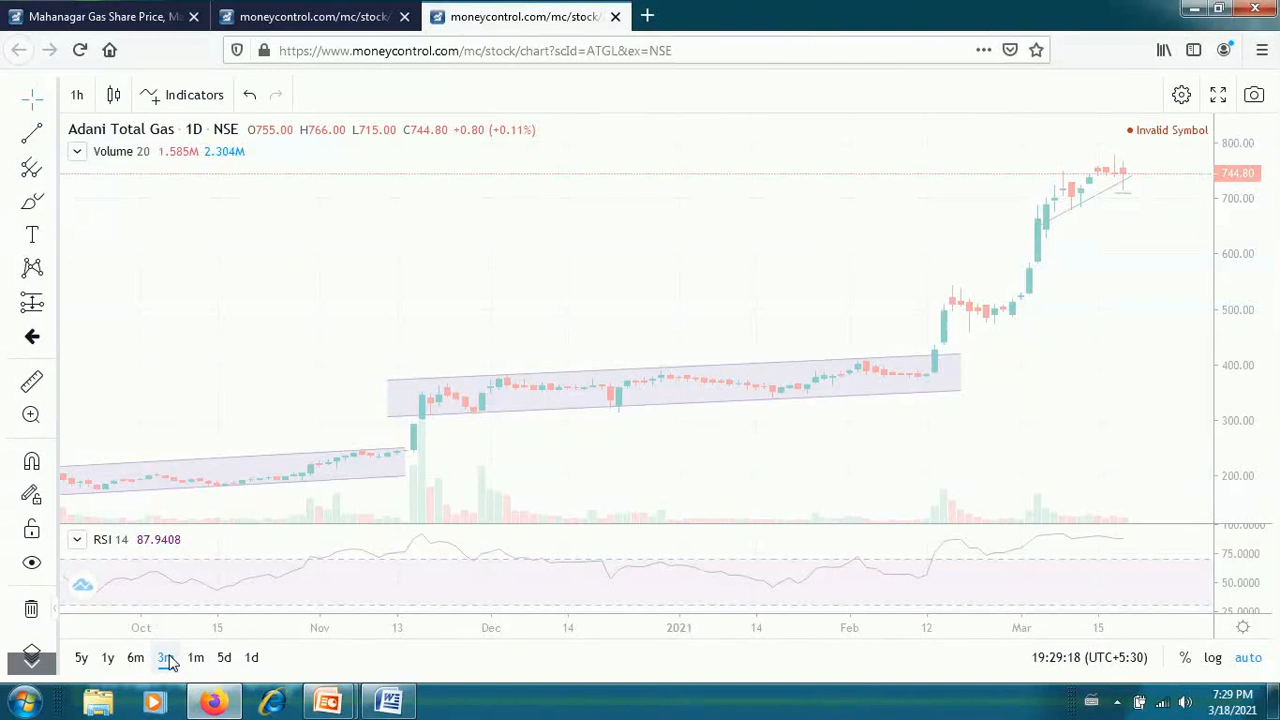 Mahanagar Gas Share Price, M
moneycontrol.com/mc/stock/
moneycontrol.com/mc/stock/
https://www.moneycontrol.com/mc/stock/chart?scId=ATGL&ex=NSE
1h
Indicators
Adani Total Gas · 1D · NSE O755.00 H766.00 L715.00 C744.80 +0.80 (+0.11%)
Invalid Symbol
Volume 20 1.585M 2.304M
800.00
744.80
700.00
600.00
500.00
400.00
300.00
200.00
100.0000
RSI 14 87.9408
75.0000
50.0000
25.0000
Oct 15 Nov 13 Dec 14 2021 14 Feb 12 Mar 15
5y 1y 6m 3m 1m 5d 1d
19:29:18 (UTC+5:30) % log auto
7:29 PM
3/18/2021